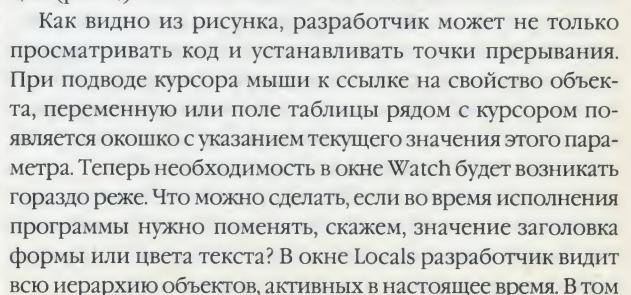 Как видно из рисунка, разработчик может не только
просматривать код и устанавливать точки прерывания.
При подводе курсора мыши к ссылке на свойство объек-
та, переменную или поле таблицы рядом с курсором по-
является окошко с указанием текущего значения этого пара-
метра. Теперь необходимость в окне Watch будет возникать
гораздо реже. Что можно сделать, если во время исполнения
программы нужно поменять, скажем, значение заголовка
формы или цвета текста? В окне Locals разработчик видит
всю иерархию объектов, активных в настоящее время. В том